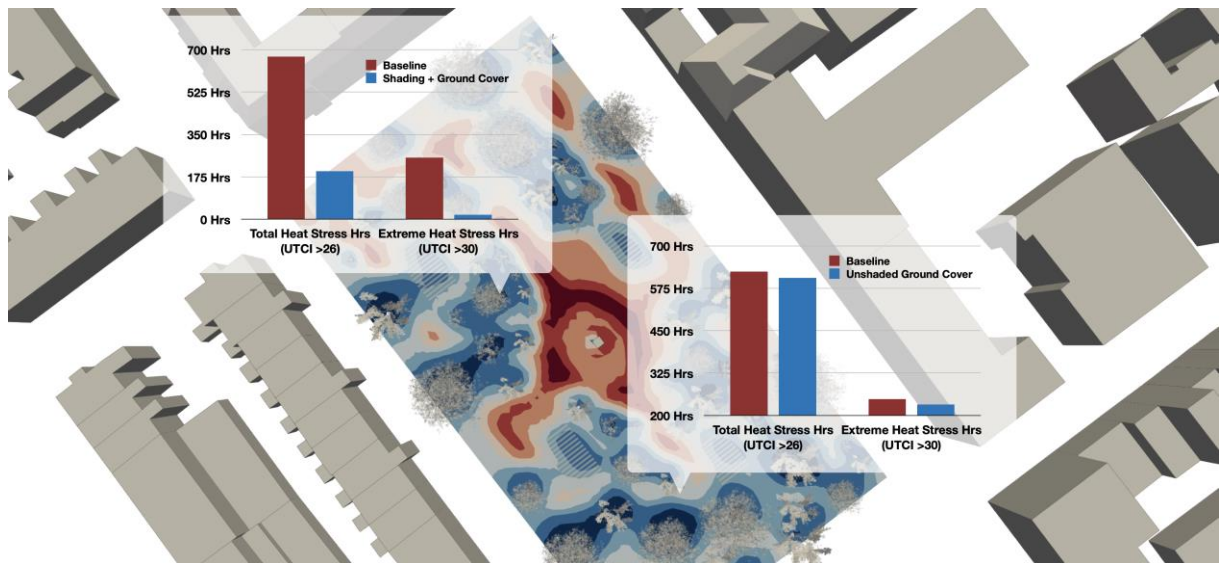 700 Hrs
525 Hrs
350 Hrs
175 Hrs
0 Hrs
Baseline
Shading + Ground Cover
Total Heat Stress Hrs
(UTCI >26)
Extreme Heat Stress Hrs
(UTCI >30)
700 Hrs
575 Hrs
450 Hrs
325 Hrs
200 Hrs
Baseline
Unshaded Ground Cover
Total Heat Stress Hrs
(UTCI >26)
Extreme Heat Stress Hrs
(UTCI >30)